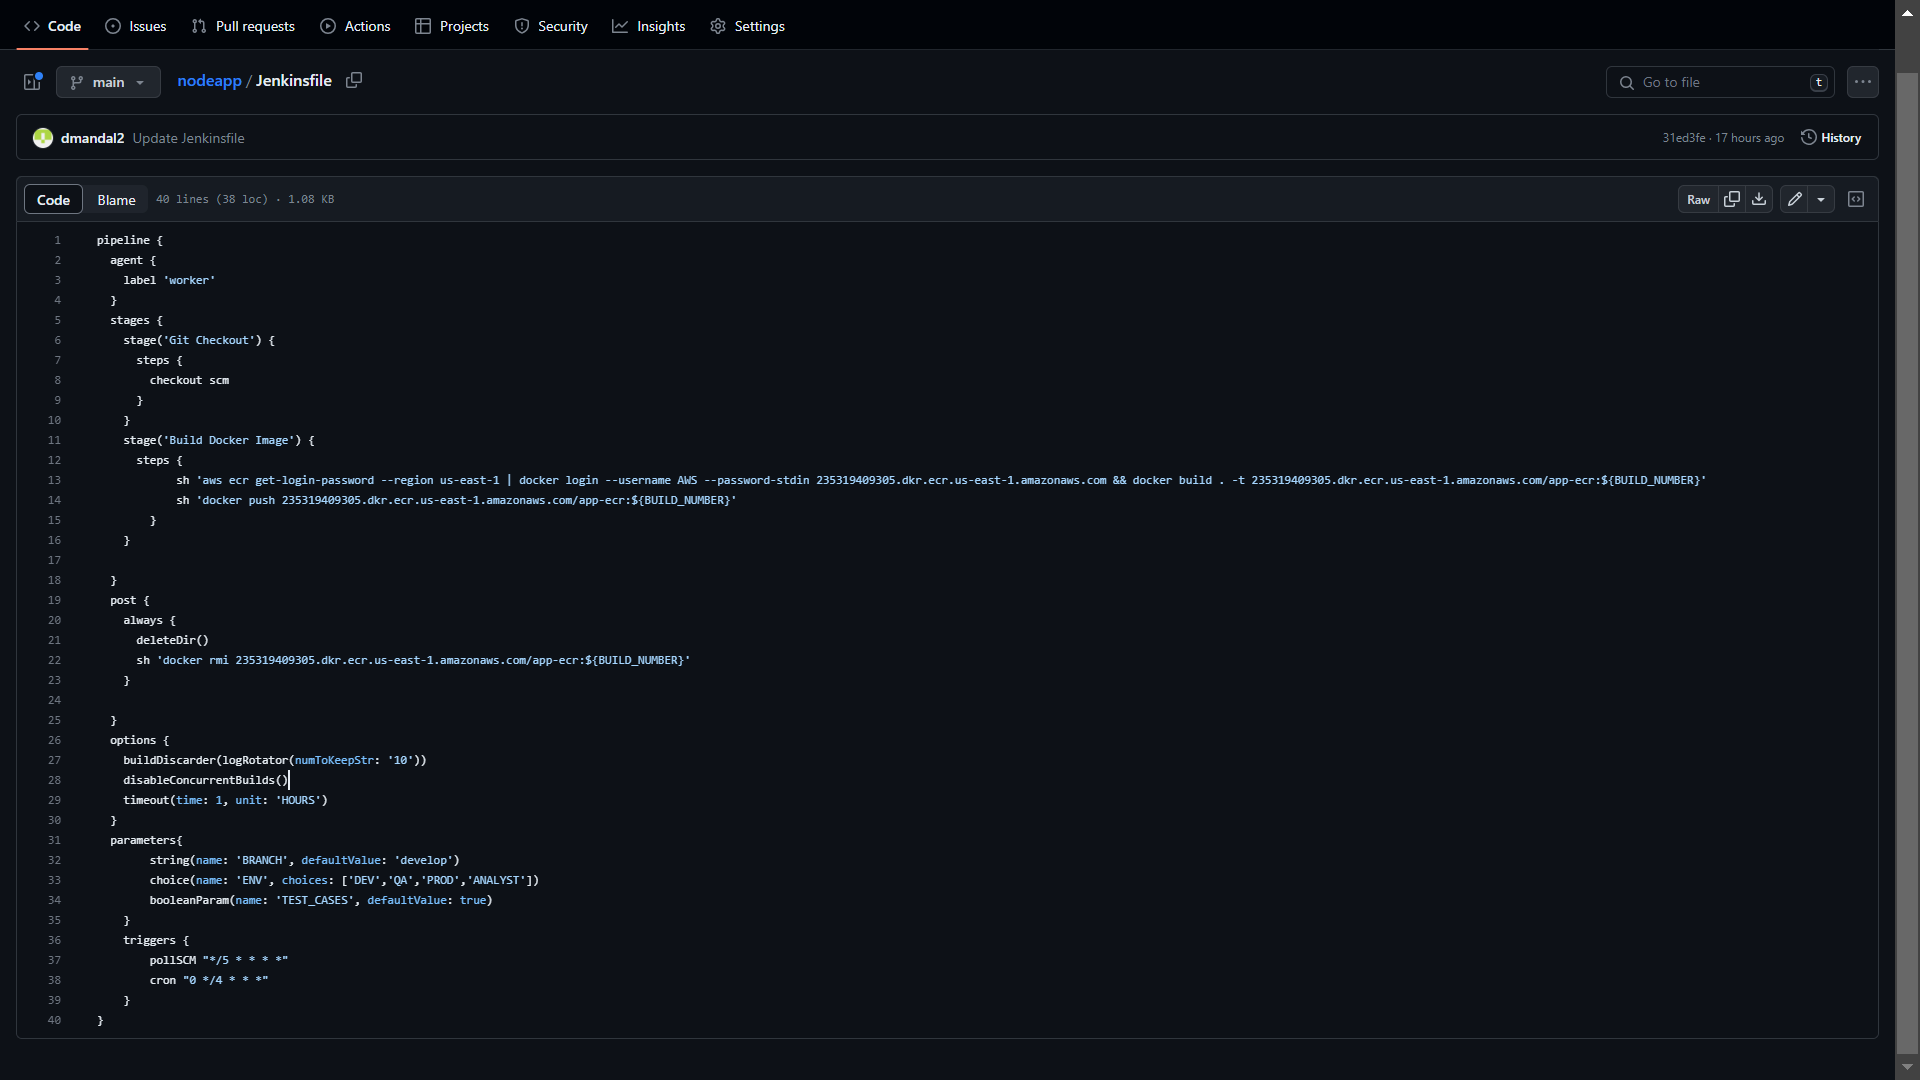 Code Issues Pull requests Actions Projects Security Insights Settings
main nodeapp / Jenkinsfile Go to file t
dmandal2 Update Jenkinsfile 31ed3fe · 17 hours ago History
Code Blame 40 lines (38 loc) · 1.08 KB Raw
1 pipeline {
2 agent {
3 label 'worker'
4 }
5 stages {
6 stage('Git Checkout') {
7 steps {
8 checkout scm
9 }
10 }
11 stage('Build Docker Image') {
12 steps {
13 sh 'aws ecr get-login-password --region us-east-1 | docker login --username AWS --password-stdin 235319409305.dkr.ecr.us-east-1.amazonaws.com && docker build . -t 235319409305.dkr.ecr.us-east-1.amazonaws.com/app-ecr:${BUILD_NUMBER}'
14 sh 'docker push 235319409305.dkr.ecr.us-east-1.amazonaws.com/app-ecr:${BUILD_NUMBER}'
15 }
16 }
17
18 }
19 post {
20 always {
21 deleteDir()
22 sh 'docker rmi 235319409305.dkr.ecr.us-east-1.amazonaws.com/app-ecr:${BUILD_NUMBER}'
23 }
24
25 }
26 options {
27 buildDiscarder(logRotator(numToKeepStr: '10'))
28 disableConcurrentBuilds()
29 timeout(time: 1, unit: 'HOURS')
30 }
31 parameters{
32 string(name: 'BRANCH', defaultValue: 'develop')
33 choice(name: 'ENV', choices: ['DEV','QA','PROD','ANALYST'])
34 booleanParam(name: 'TEST_CASES', defaultValue: true)
35 }
36 triggers {
37 pollSCM "*/5 * * * *"
38 cron "0 */4 * * *"
39 }
40 }